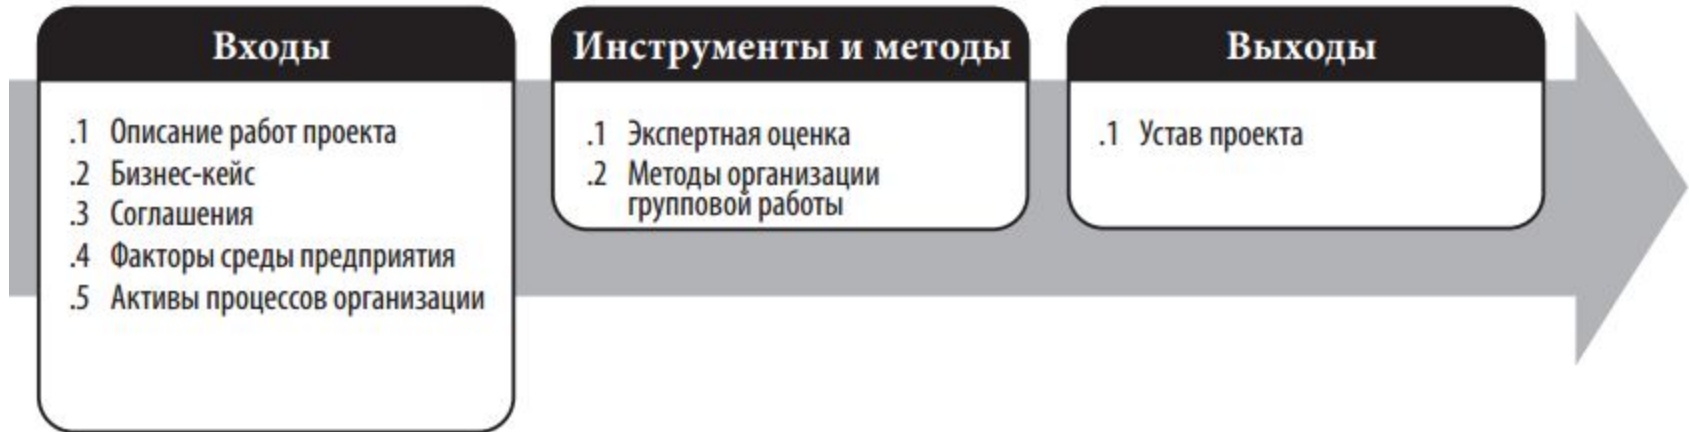 Входы
.1 Описание работ проекта
.2 Бизнес-кейс
.3 Соглашения
.4 Факторы среды предприятия
.5 Активы процессов организации
Инструменты и методы
.1 Экспертная оценка
.2 Методы организации
групповой работы
Выходы
.1 Устав проекта